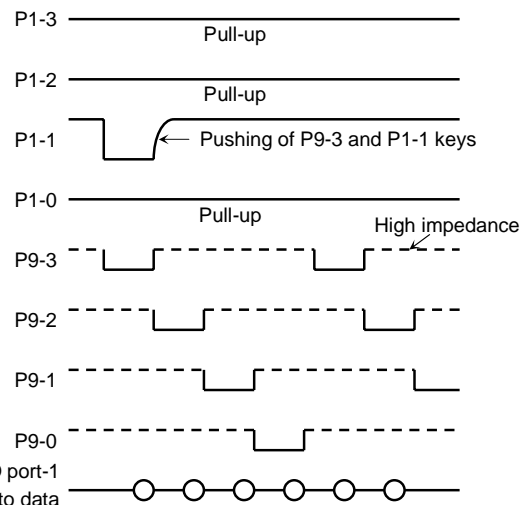 P1-3
Pull-up
P1-2
Pull-up
P1-1
Pushing of P9-3 and P1-1 keys
P1-0
Pull-up
High impedance
P9-3
P9-2
P9-1
P9-0
port-1
to data